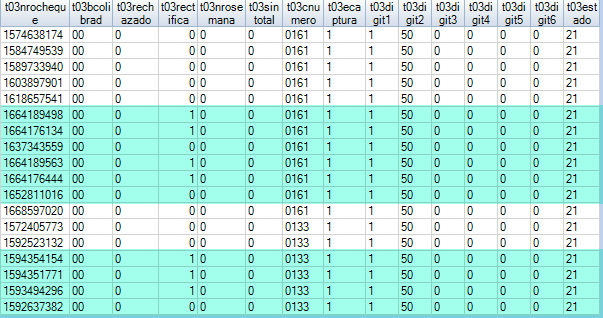 t03nrocheque t03bcolibrad t03rechazado t03rectifica t03nrosemana t03sintotal t03cnumero t03ecaptura t03digit1 t03digit2 t03digit3 t03digit4 t03digit5 t03digit6 t03estado
1574638174 00 0 0 0 0 0161 1 1 50 0 0 0 0 21
1584749539 00 0 0 0 0 0161 1 1 50 0 0 0 0 21
1589733940 00 0 0 0 0 0161 1 1 50 0 0 0 0 21
1603897901 00 0 0 0 0 0161 1 1 50 0 0 0 0 21
1618657541 00 0 0 0 0 0161 1 1 50 0 0 0 0 21
1664189498 00 0 1 0 0 0161 1 1 50 0 0 0 0 21
1664176134 00 0 1 0 0 0161 1 1 50 0 0 0 0 21
1637343559 00 0 0 0 0 0161 1 1 50 0 0 0 0 21
1664189563 00 0 1 0 0 0161 1 1 50 0 0 0 0 21
1664176444 00 0 1 0 0 0161 1 1 50 0 0 0 0 21
1652811016 00 0 0 0 0 0161 1 1 50 0 0 0 0 21
1668597020 00 0 0 0 0 0161 1 1 50 0 0 0 0 21
1572405773 00 0 0 0 0 0133 1 1 50 0 0 0 0 21
1592523132 00 0 0 0 0 0133 1 1 50 0 0 0 0 21
1594354154 00 0 1 0 0 0133 1 1 50 0 0 0 0 21
1594351771 00 0 1 0 0 0133 1 1 50 0 0 0 0 21
1593494296 00 0 1 0 0 0133 1 1 50 0 0 0 0 21
1592637382 00 0 0 0 0 0133 1 1 50 0 0 0 0 21